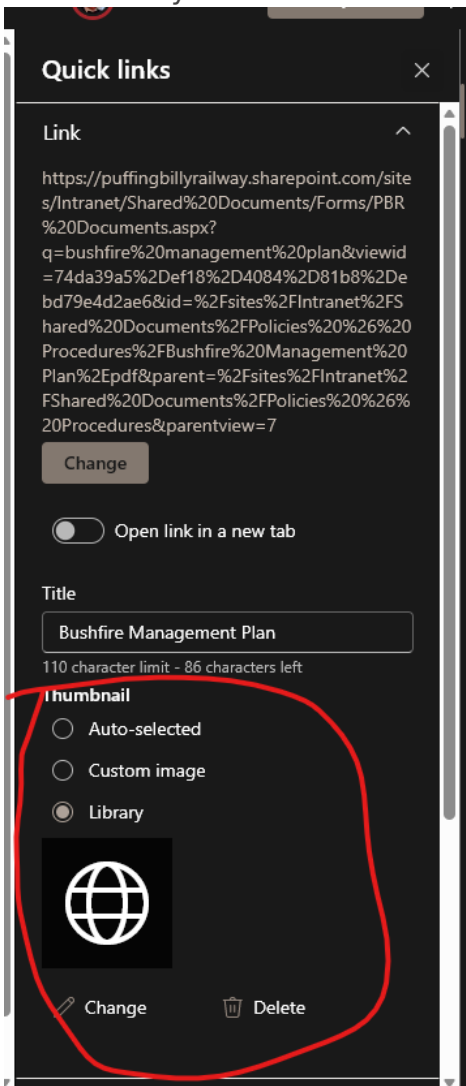 Quick links
Link
https://puffingbillyrailway.sharepoint.com/site
s/Intranet/Shared%20Documents/Forms/PBR
%20Documents.aspx?
q=bushfire%20management%20plan&viewid
=74da39a5%2Def18%2D4084%2D81b8%2De
bd79e4d2ae6&id=%2Fsites%2FIntranet%2FS
hared%20Documents%2FPolicies%20%26%20
Procedures%2FBushfire%20Management%20
Plan%2Epdf&parent=%2Fsites%2FIntranet%2
FShared%20Documents%2FPolicies%20%26%
20Procedures&parentview=7
Change
Open link in a new tab
Title
Bushfire Management Plan
110 character limit - 86 characters left
Thumbnail
Auto-selected
Custom image
Library
Change Delete